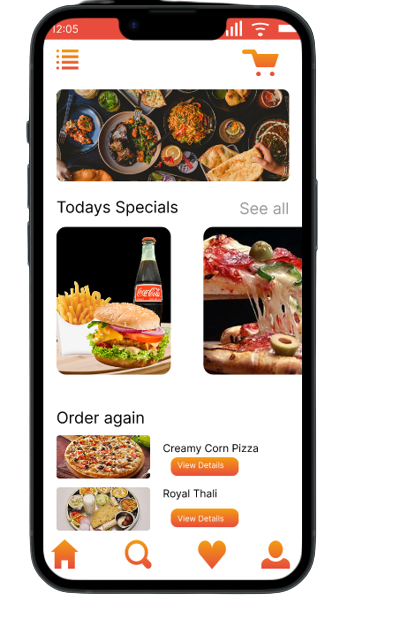 12:05
Todays Specials
See all
Coca-Cola
Order again
Creamy Corn Pizza
View Details
Royal Thali
View Details